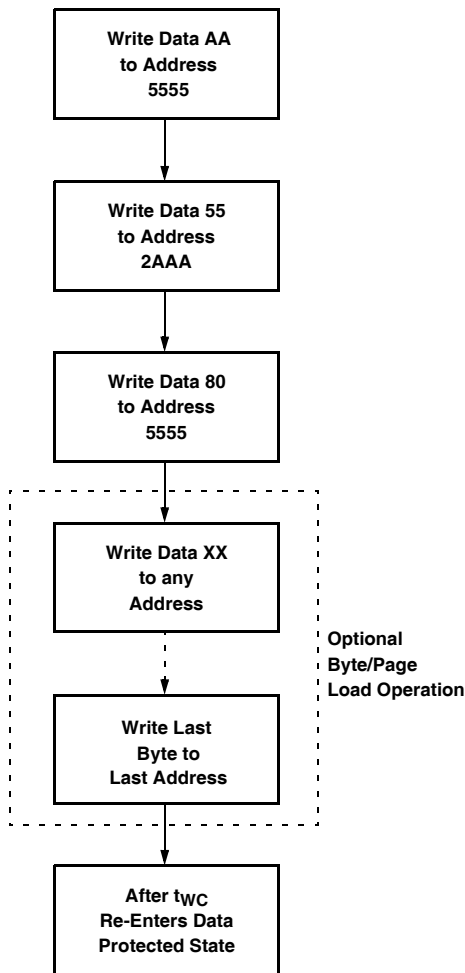 Write Data AA
to Address
5555
Write Data 55
to Address
2AAA
Write Data 80
to Address
5555
Write Data XX
to any
Address
Optional
Byte/Page
Load Operation
Write Last
Byte to
Last Address
After tWC
Re-Enters Data
Protected State